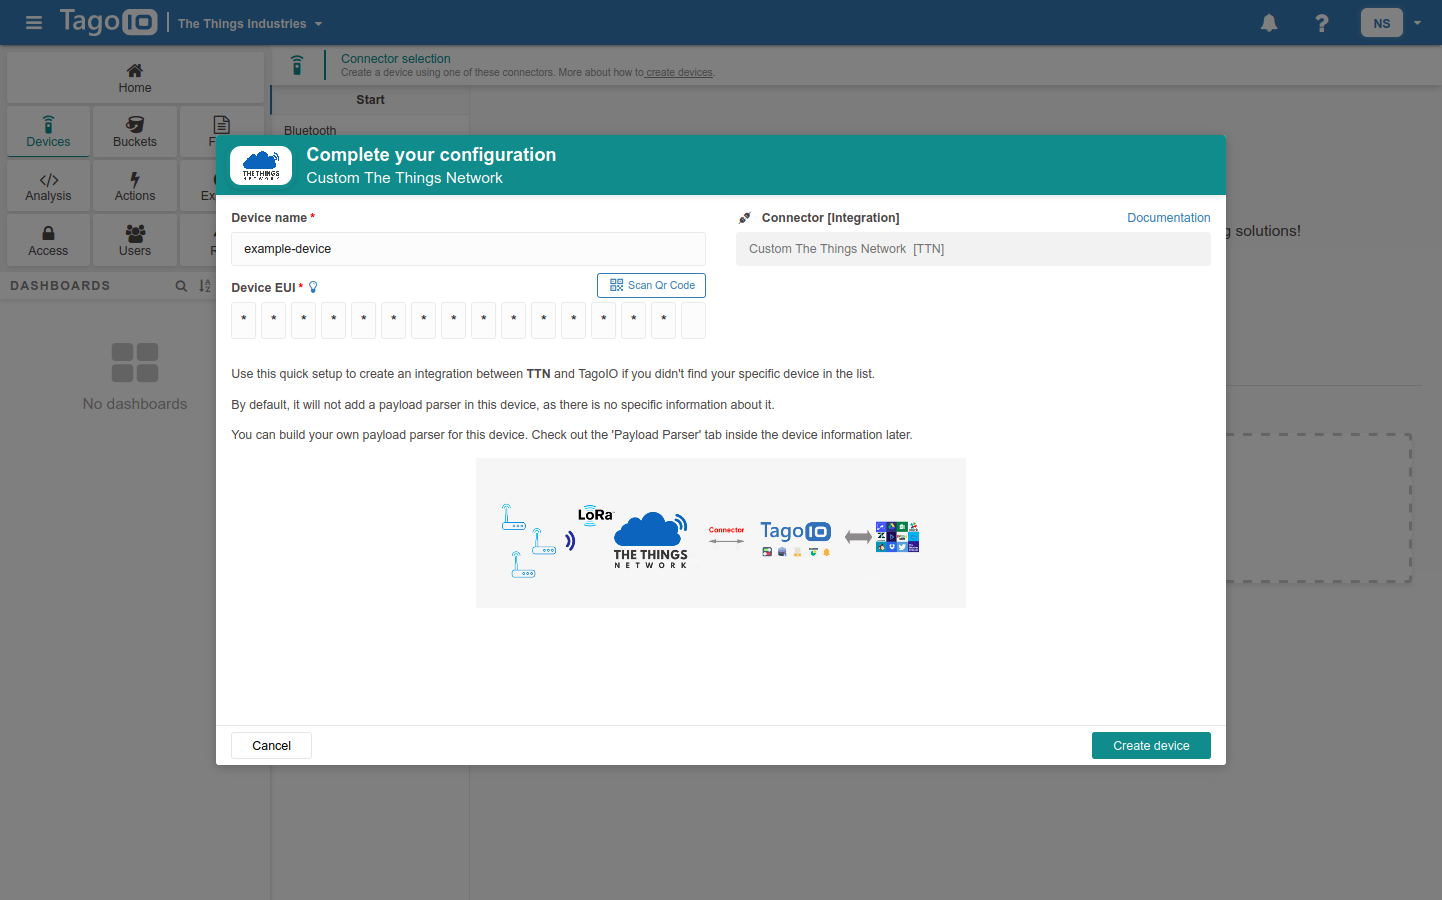 TagoIO
The Things Industries
NS
Home
Devices
Buckets
Analysis
Actions
Access
Users
DASHBOARDS
No dashboards
Connector selection
Create a device using one of these connectors. More about how to create devices.
Start
Bluetooth
g solutions!
THE THINGS
NETWORK
Complete your configuration
Custom The Things Network
Device name *
example-device
Connector [Integration]
Documentation
Custom The Things Network [TTN]
Device EUI *
Scan Qr Code
* * * * * * * * * * * * * * *
Use this quick setup to create an integration between TTN and TagoIO if you didn't find your specific device in the list.
By default, it will not add a payload parser in this device, as there is no specific information about it.
You can build your own payload parser for this device. Check out the 'Payload Parser' tab inside the device information later.
LoRa
THE THINGS
NETWORK
Connector
TagoIO
Cancel
Create device